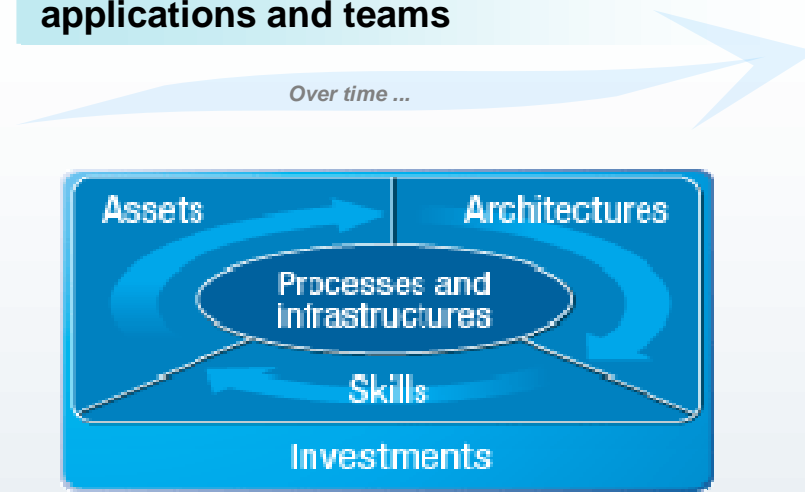 applications and teams
Over time ...
Assets
Architectures
Processes and
infrastructures
Skills
Investments